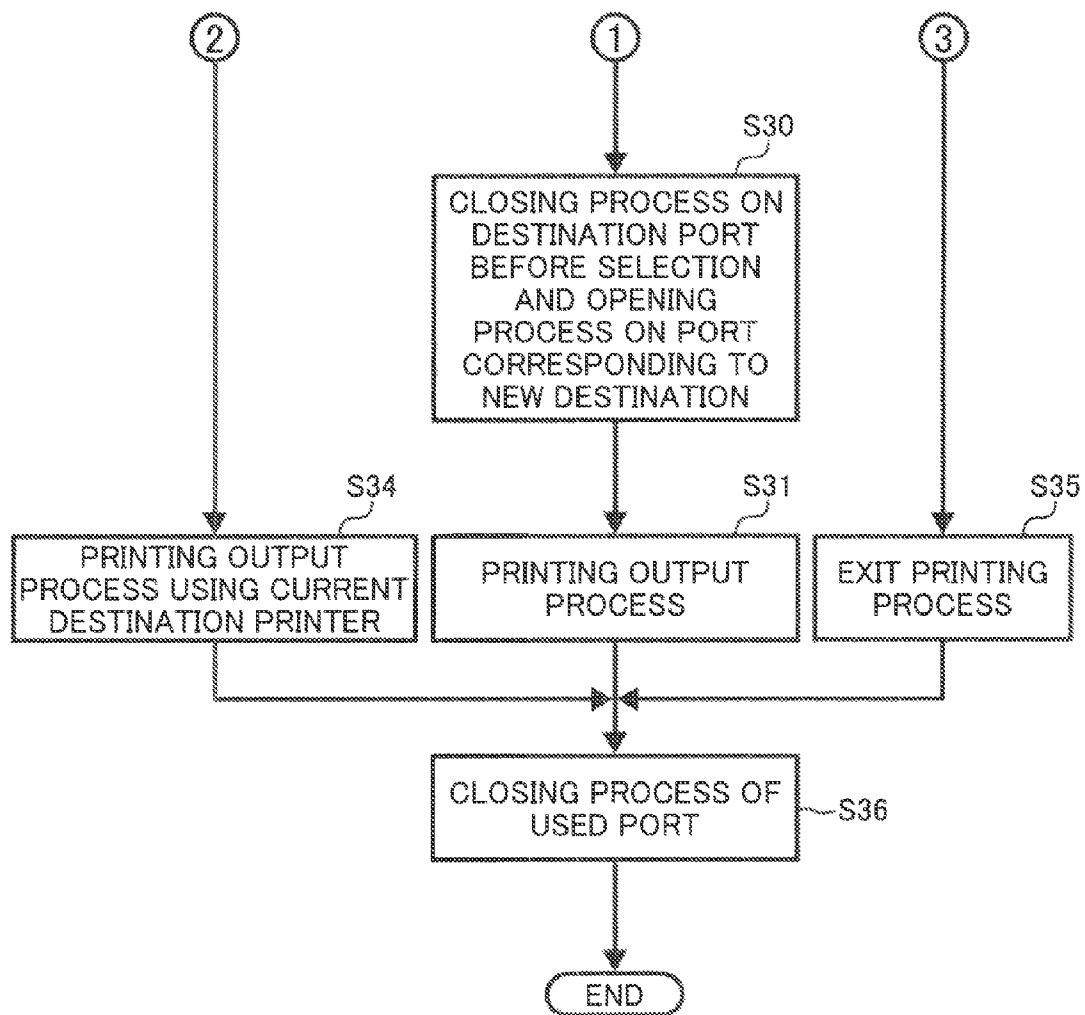 2
1
3
S30
CLOSING PROCESS ON
DESTINATION PORT
BEFORE SELECTION
AND OPENING
PROCESS ON PORT
CORRESPONDING TO
NEW DESTINATION
S34
PRINTING OUTPUT
PROCESS USING CURRENT
DESTINATION PRINTER
S31
PRINTING OUTPUT
PROCESS
S35
EXIT PRINTING
PROCESS
CLOSING PROCESS OF
USED PORT
S36
END